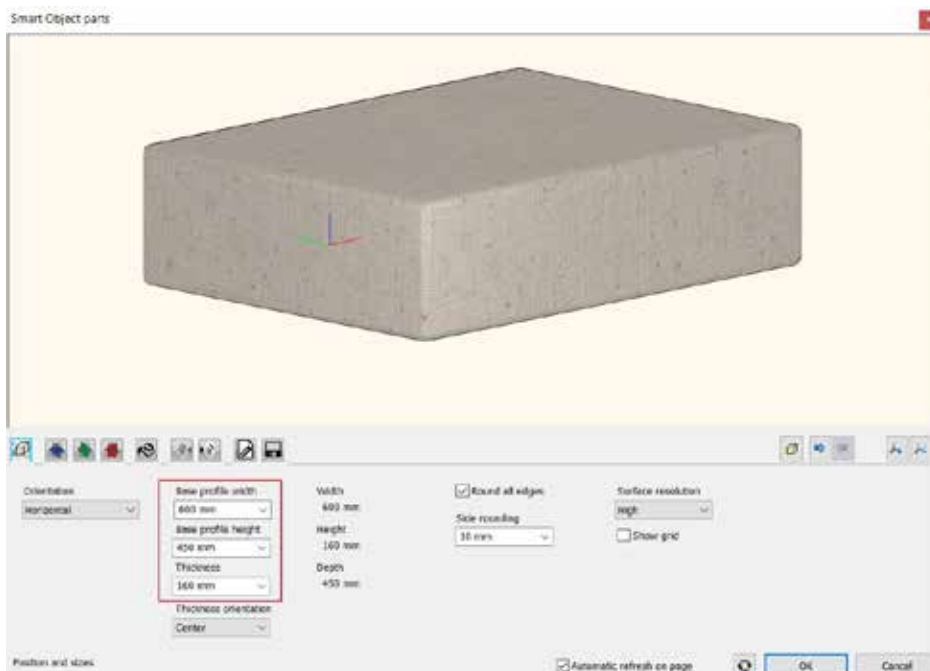 Smart Object parts
Orientation
Horizontal
Base profile width
600 mm
Base profile height
450 mm
Thickness
160 mm
Thickness orientation
Center
Width
600 mm
Height
160 mm
Depth
450 mm
Round all edges
Side rounding
30 mm
Surface resolution
High
Show grid
Position and sizes
Automatic refresh on page
OK
Cancel